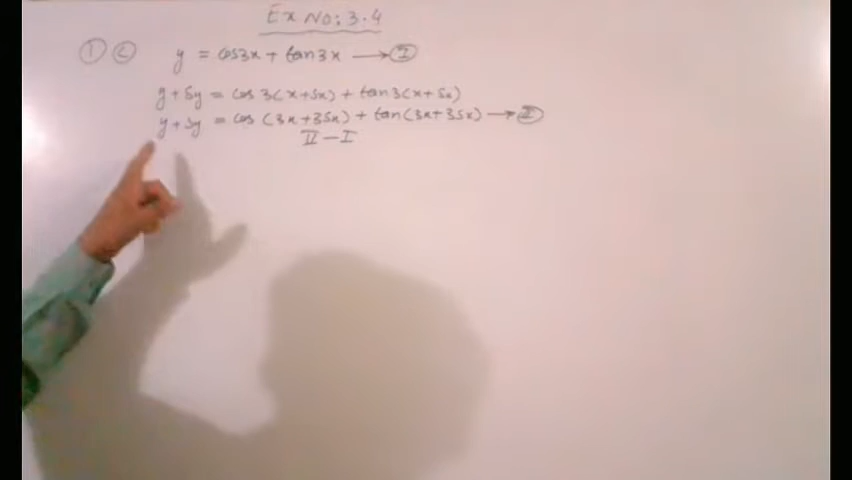 Ex No: 3.4
① ⓒ y = cos3x + tan3x → Ⓘ
y + δy = cos 3(x + δx) + tan 3(x + δx)
y + δy = cos (3x + 3δx) + tan (3x + 3δx) → Ⅱ
Ⅱ - Ⅰ